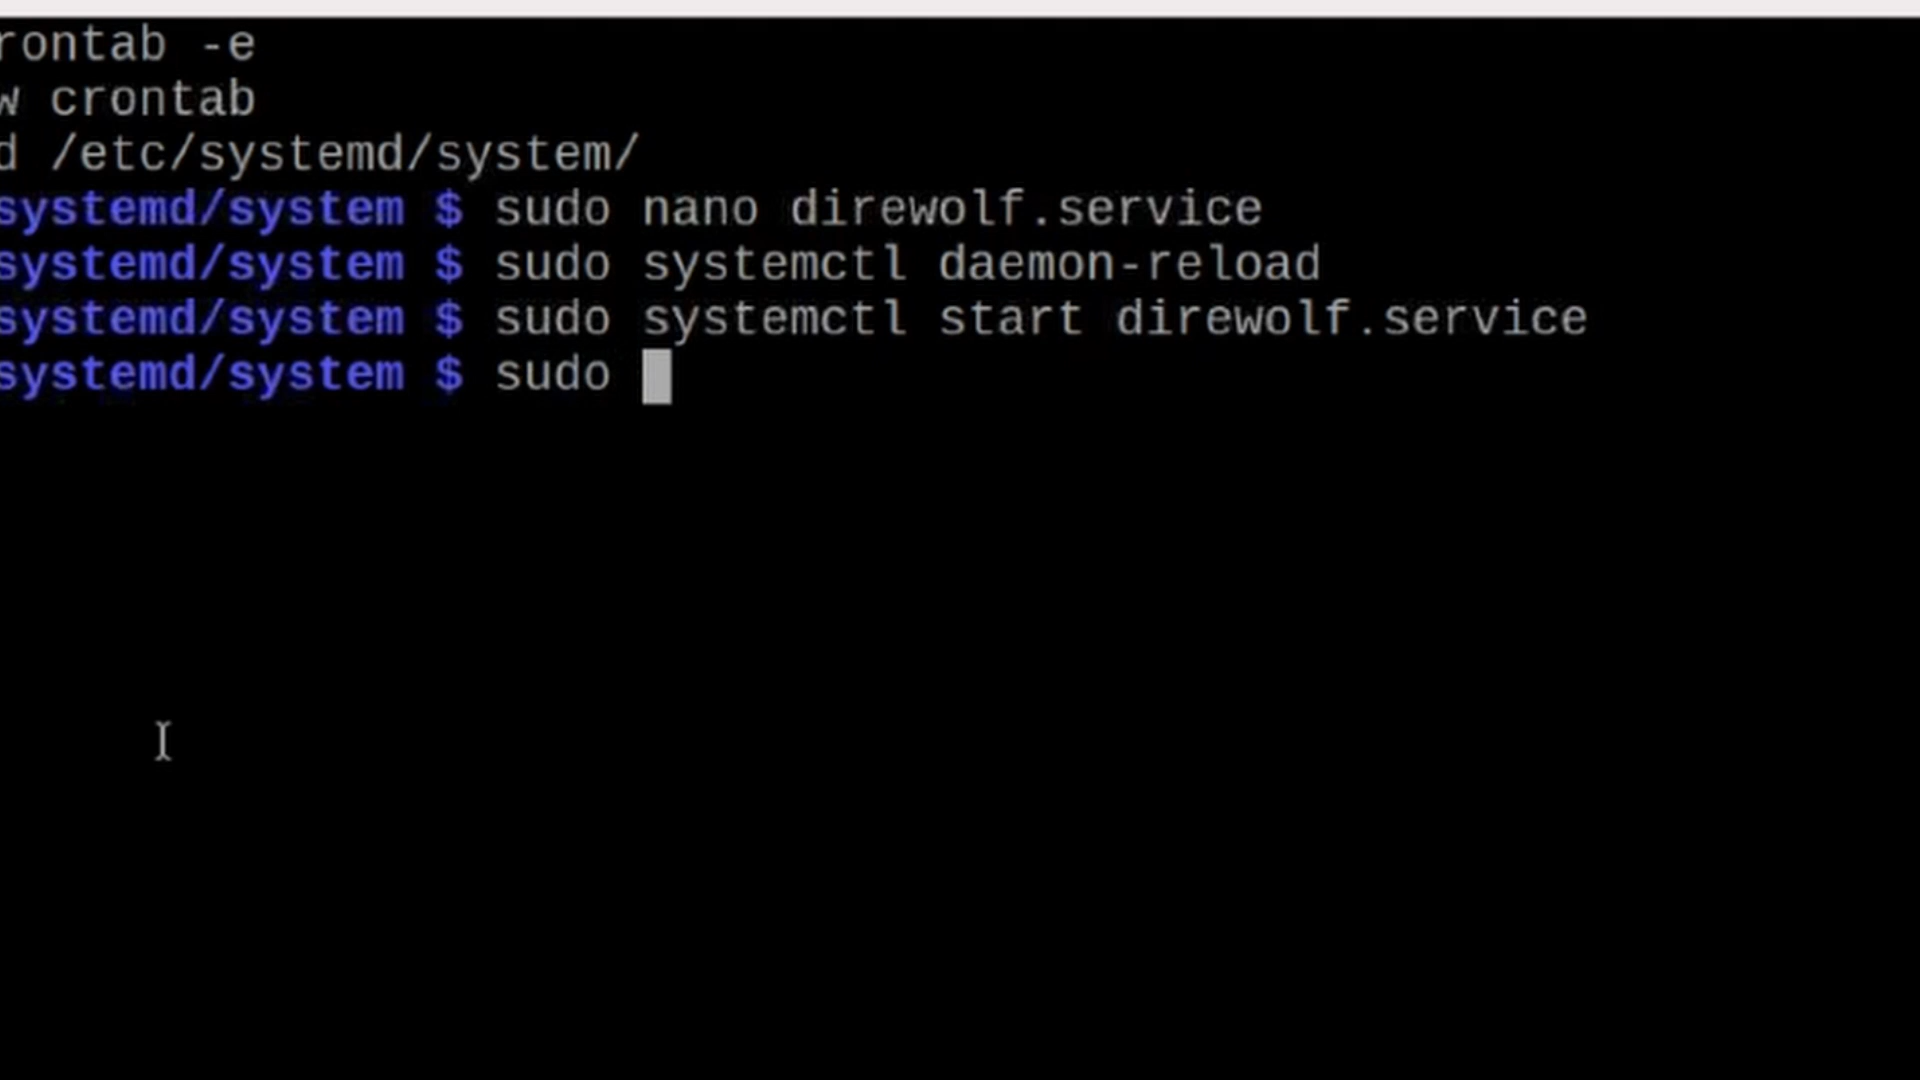 rontab -e
w crontab
d /etc/systemd/system/
systemd/system $ sudo nano direwolf.service
systemd/system $ sudo systemctl daemon-reload
systemd/system $ sudo systemctl start direwolf.service
systemd/system $ sudo